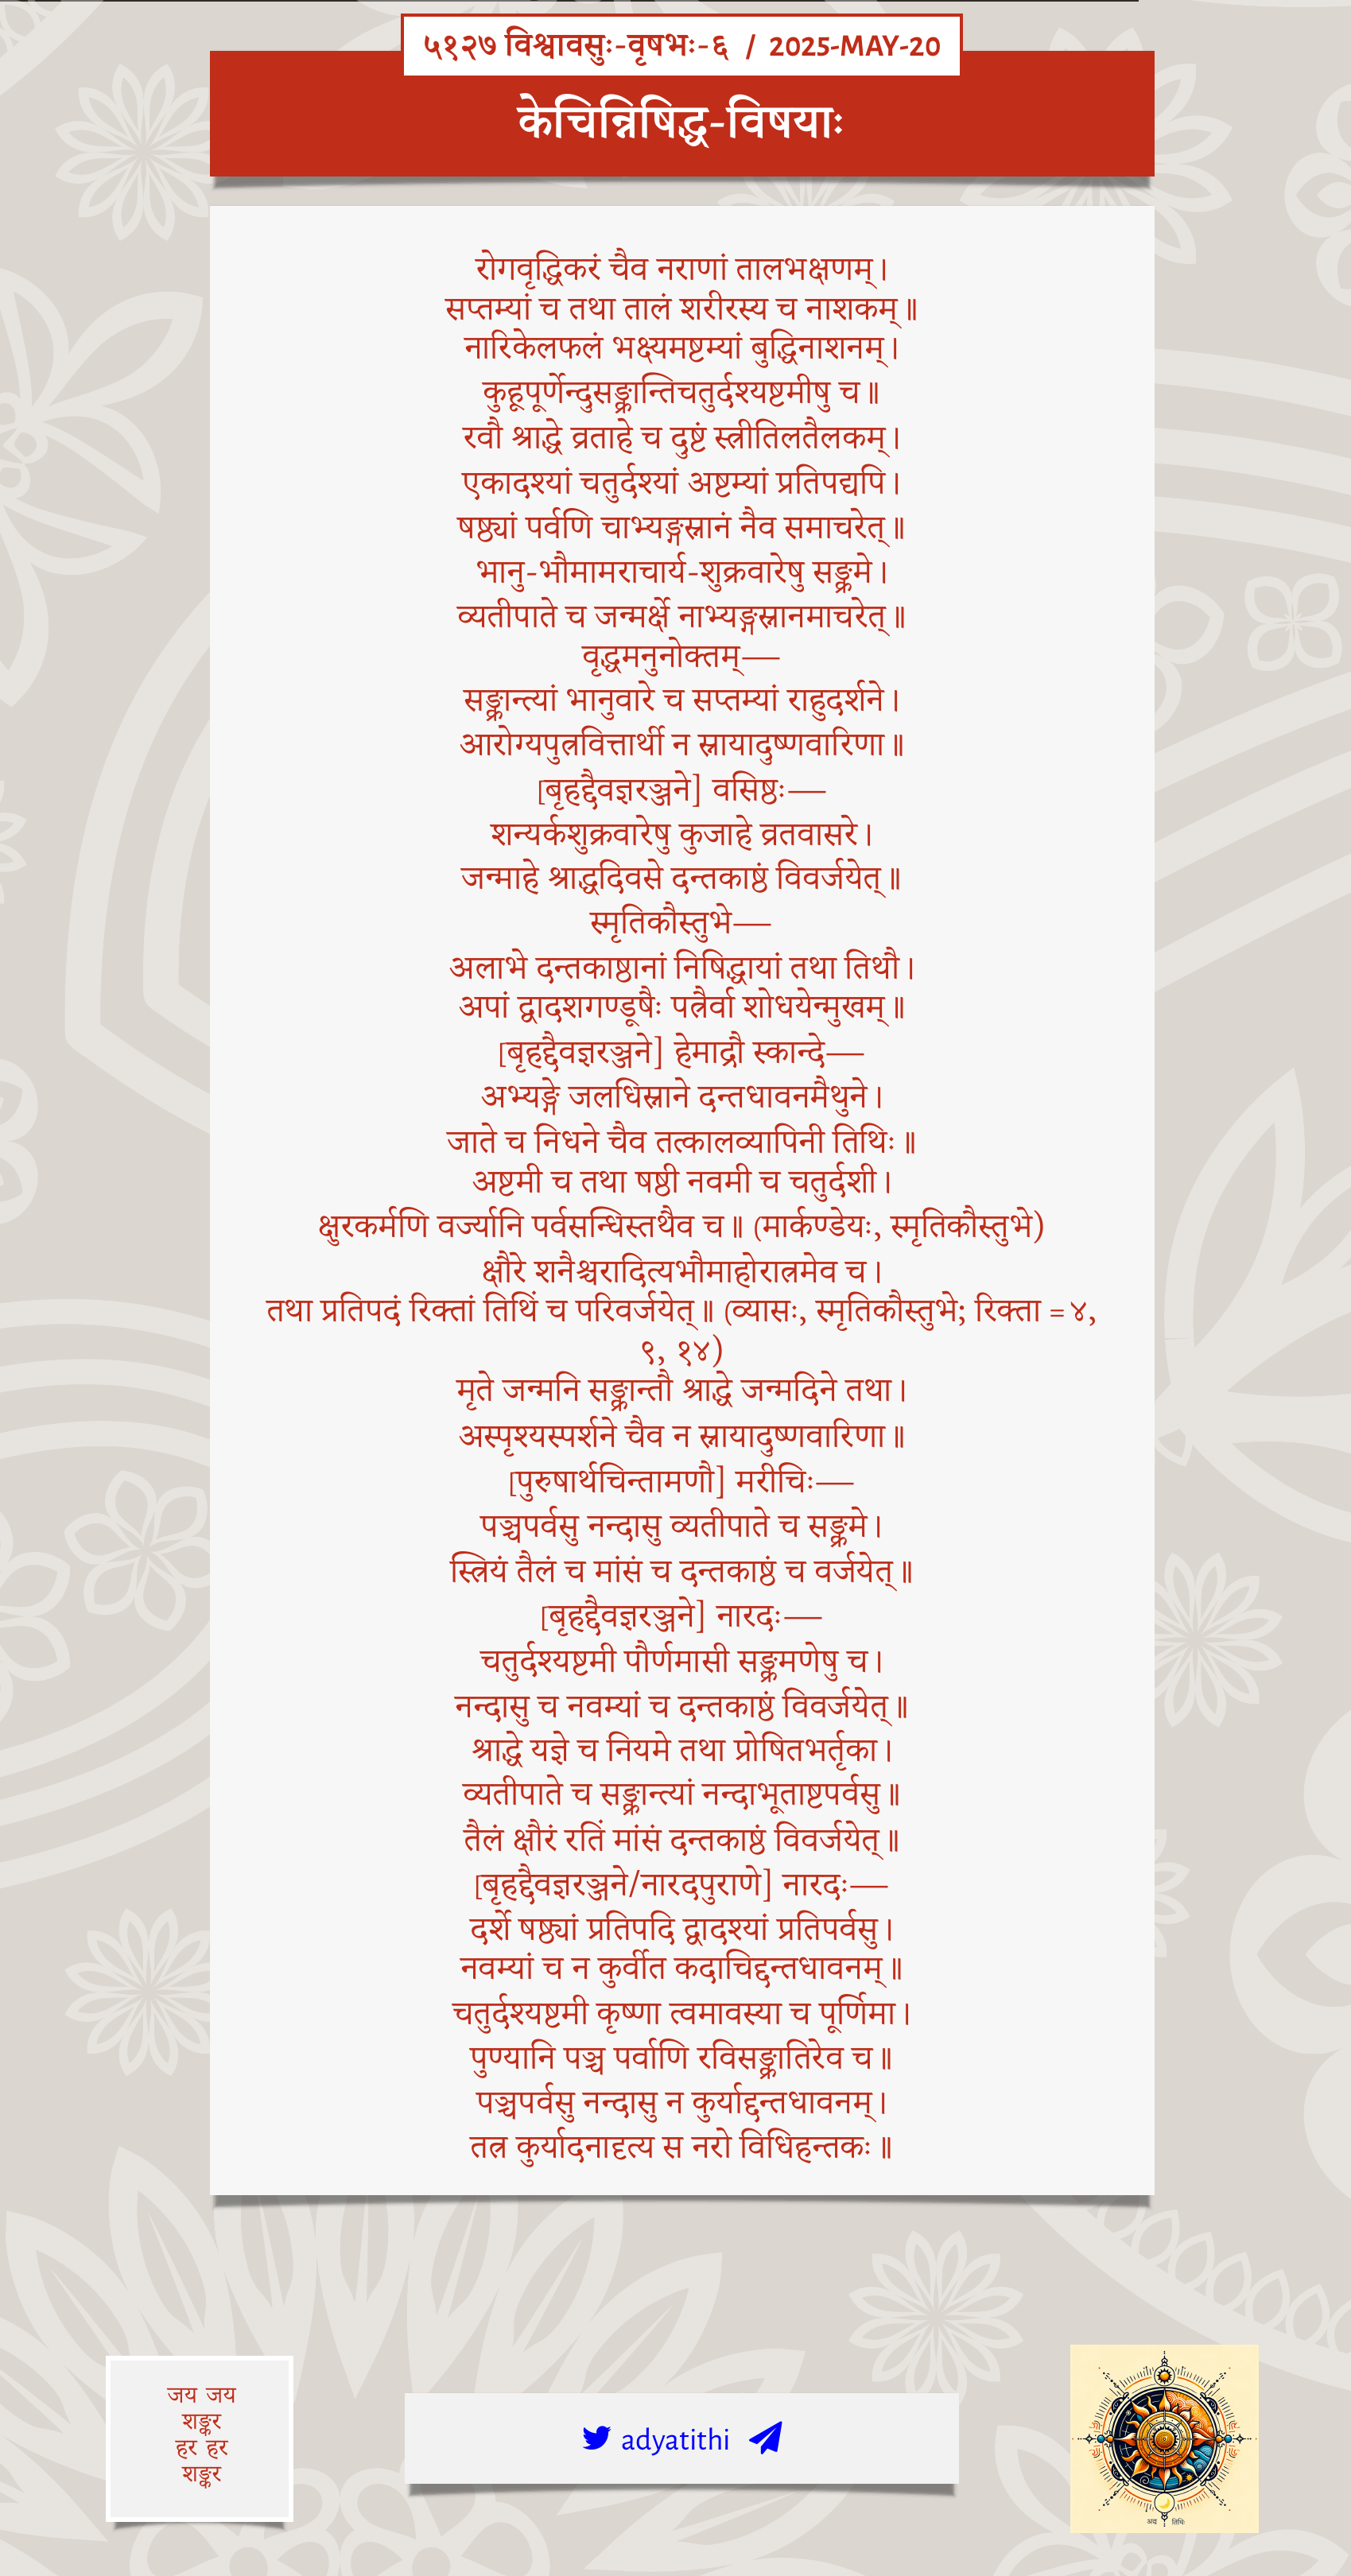 ५१२७ विश्वावसुः-वृषभः-६ / 2025-MAY-20
केचिन्निषिद्ध-विषयाः
रोगवृद्धिकरं चैव नराणां तालभक्षणम्।
सप्तम्यां च तथा तालं शरीरस्य च नाशकम्॥
नारिकेलफलं भक्ष्यमष्टम्यां बुद्धिनाशनम्।
कुहूपूर्णेन्दुसङ्क्रान्तिचतुर्दश्यष्टमीषु च॥
रवौ श्राद्धे व्रताहे च दुष्टं स्त्रीतिलतैलकम्।
एकादश्यां चतुर्दश्यां अष्टम्यां प्रतिपद्यपि।
षष्ठ्यां पर्वणि चाभ्यङ्गस्नानं नैव समाचरेत्॥
भानु-भौमामराचार्य-शुक्रवारेषु सङ्क्रमे।
व्यतीपाते च जन्मर्क्षे नाभ्यङ्गस्नानमाचरेत्॥
वृद्धमनुनोक्तम्—
सङ्क्रान्त्यां भानुवारे च सप्तम्यां राहुदर्शने।
आरोग्यपुत्रवित्तार्थी न स्नायादुष्णवारिणा॥
[बृहद्दैवज्ञरञ्जने] वसिष्ठः—
शन्यर्कशुक्रवारेषु कुजाहे व्रतवासरे।
जन्माहे श्राद्धदिवसे दन्तकाष्ठं विवर्जयेत्॥
स्मृतिकौस्तुभे—
अलाभे दन्तकाष्ठानां निषिद्धायां तथा तिथौ।
अपां द्वादशगण्डूषैः पत्रैर्वा शोधयेन्मुखम्॥
[बृहद्दैवज्ञरञ्जने] हेमाद्रौ स्कान्दे—
अभ्यङ्गे जलधिस्नाने दन्तधावनमैथुने।
जाते च निधने चैव तत्कालव्यापिनी तिथिः॥
अष्टमी च तथा षष्ठी नवमी च चतुर्दशी।
क्षुरकर्मणि वर्ज्यानि पर्वसन्धिस्तथैव च॥ (मार्कण्डेयः, स्मृतिकौस्तुभे)
क्षौरे शनैश्चरादित्यभौमाहोरात्रमेव च।
तथा प्रतिपदं रिक्तां तिथिं च परिवर्जयेत्॥ (व्यासः, स्मृतिकौस्तुभे; रिक्ता =४,
९, १४)
मृते जन्मनि सङ्क्रान्तौ श्राद्धे जन्मदिने तथा।
अस्पृश्यस्पर्शने चैव न स्नायादुष्णवारिणा॥
[पुरुषार्थचिन्तामणौ] मरीचिः—
पञ्चपर्वसु नन्दासु व्यतीपाते च सङ्क्रमे।
स्त्रियं तैलं च मांसं च दन्तकाष्ठं च वर्जयेत्॥
[बृहद्दैवज्ञरञ्जने] नारदः—
चतुर्दश्यष्टमी पौर्णमासी सङ्क्रमणेषु च।
नन्दासु च नवम्यां च दन्तकाष्ठं विवर्जयेत्॥
श्राद्धे यज्ञे च नियमे तथा प्रोषितभर्तृका।
व्यतीपाते च सङ्क्रान्त्यां नन्दाभूताष्टपर्वसु॥
तैलं क्षौरं रतिं मांसं दन्तकाष्ठं विवर्जयेत्॥
[बृहद्दैवज्ञरञ्जने/नारदपुराणे] नारदः—
दर्शे षष्ठ्यां प्रतिपदि द्वादश्यां प्रतिपर्वसु।
नवम्यां च न कुर्वीत कदाचिद्दन्तधावनम्॥
चतुर्दश्यष्टमी कृष्णा त्वमावस्या च पूर्णिमा।
पुण्यानि पञ्च पर्वाणि रविसङ्क्रातिरेव च॥
पञ्चपर्वसु नन्दासु न कुर्याद्दन्तधावनम्।
तत्र कुर्यादनादृत्य स नरो विधिहन्तकः॥
जय जय
शङ्कर
हर हर
शङ्कर
adyatithi
अद्य तिथिः